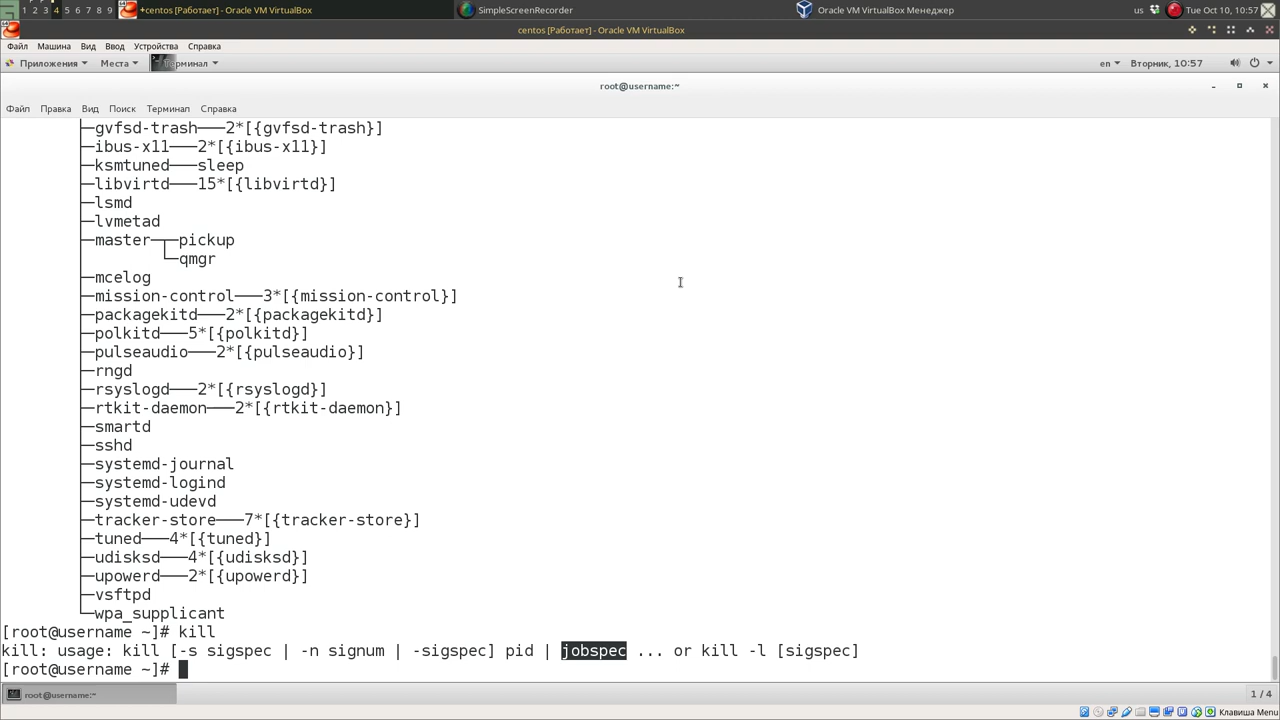 1 2 3 4 5 6 7 8 9 *centos [Работает] - Oracle VM VirtualBox SimpleScreenRecorder Oracle VM VirtualBox Менеджер us Tue Oct 10, 10:57
centos [Работает] - Oracle VM VirtualBox
Файл Машина Вид Ввод Устройства Справка
Приложения Места Терминал en Вторник, 10:57
root@username:~
Файл Правка Вид Поиск Терминал Справка
├─gvfsd-trash───2*[{gvfsd-trash}]
├─ibus-x11───2*[{ibus-x11}]
├─ksmtuned───sleep
├─libvirtd───15*[{libvirtd}]
├─lsmd
├─lvmetad
├─master─┬─pickup
│        └─qmgr
├─mcelog
├─mission-control───3*[{mission-control}]
├─packagekitd───2*[{packagekitd}]
├─polkitd───5*[{polkitd}]
├─pulseaudio───2*[{pulseaudio}]
├─rngd
├─rsyslogd───2*[{rsyslogd}]
├─rtkit-daemon───2*[{rtkit-daemon}]
├─smartd
├─sshd
├─systemd-journal
├─systemd-logind
├─systemd-udevd
├─tracker-store───7*[{tracker-store}]
├─tuned───4*[{tuned}]
├─udisksd───4*[{udisksd}]
├─upowerd───2*[{upowerd}]
├─vsftpd
└─wpa_supplicant
[root@username ~]# kill
kill: usage: kill [-s sigspec | -n signum | -sigspec] pid | jobspec ... or kill -l [sigspec]
[root@username ~]#
root@username:~ 1 / 4
Клавиша Menu